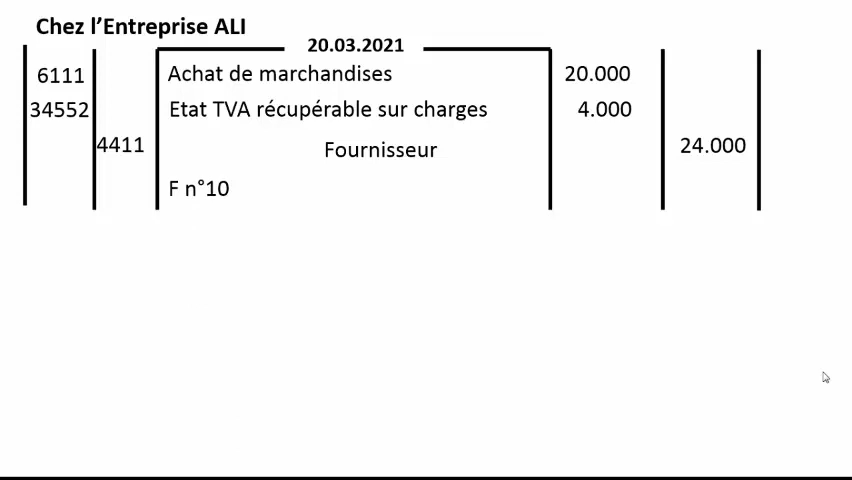 Chez l’Entreprise ALI
20.03.2021
6111 Achat de marchandises 20.000
34552 Etat TVA récupérable sur charges 4.000
4411 Fournisseur 24.000
F n°10